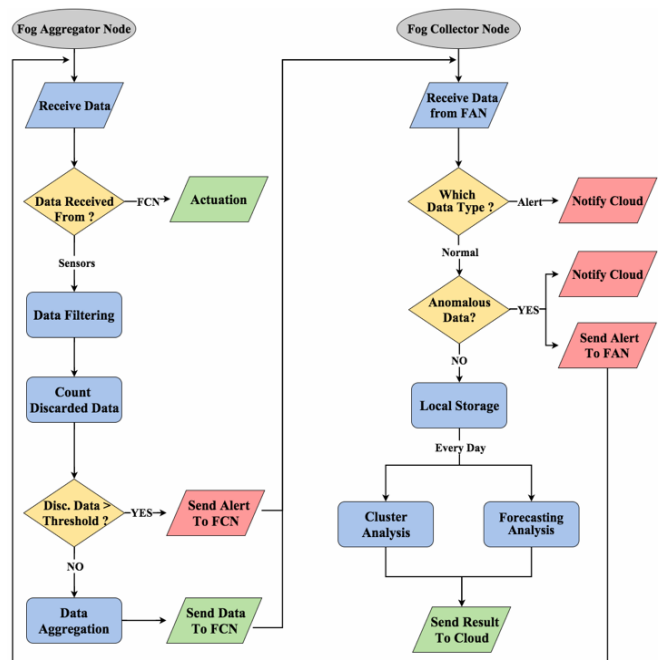 Fog Aggregator Node
Receive Data
Data Received
From ?
FCN
Actuation
Sensors
Data Filtering
Count
Discarded Data
Disc. Data >
Threshold ?
YES
Send Alert
To FCN
NO
Data
Aggregation
Send Data
To FCN
Fog Collector Node
Receive Data
from FAN
Which
Data Type ?
Alert
Notify Cloud
Normal
Anomalous
Data?
YES
Notify Cloud
Send Alert
To FAN
NO
Local Storage
Every Day
Cluster
Analysis
Forecasting
Analysis
Send Result
To Cloud